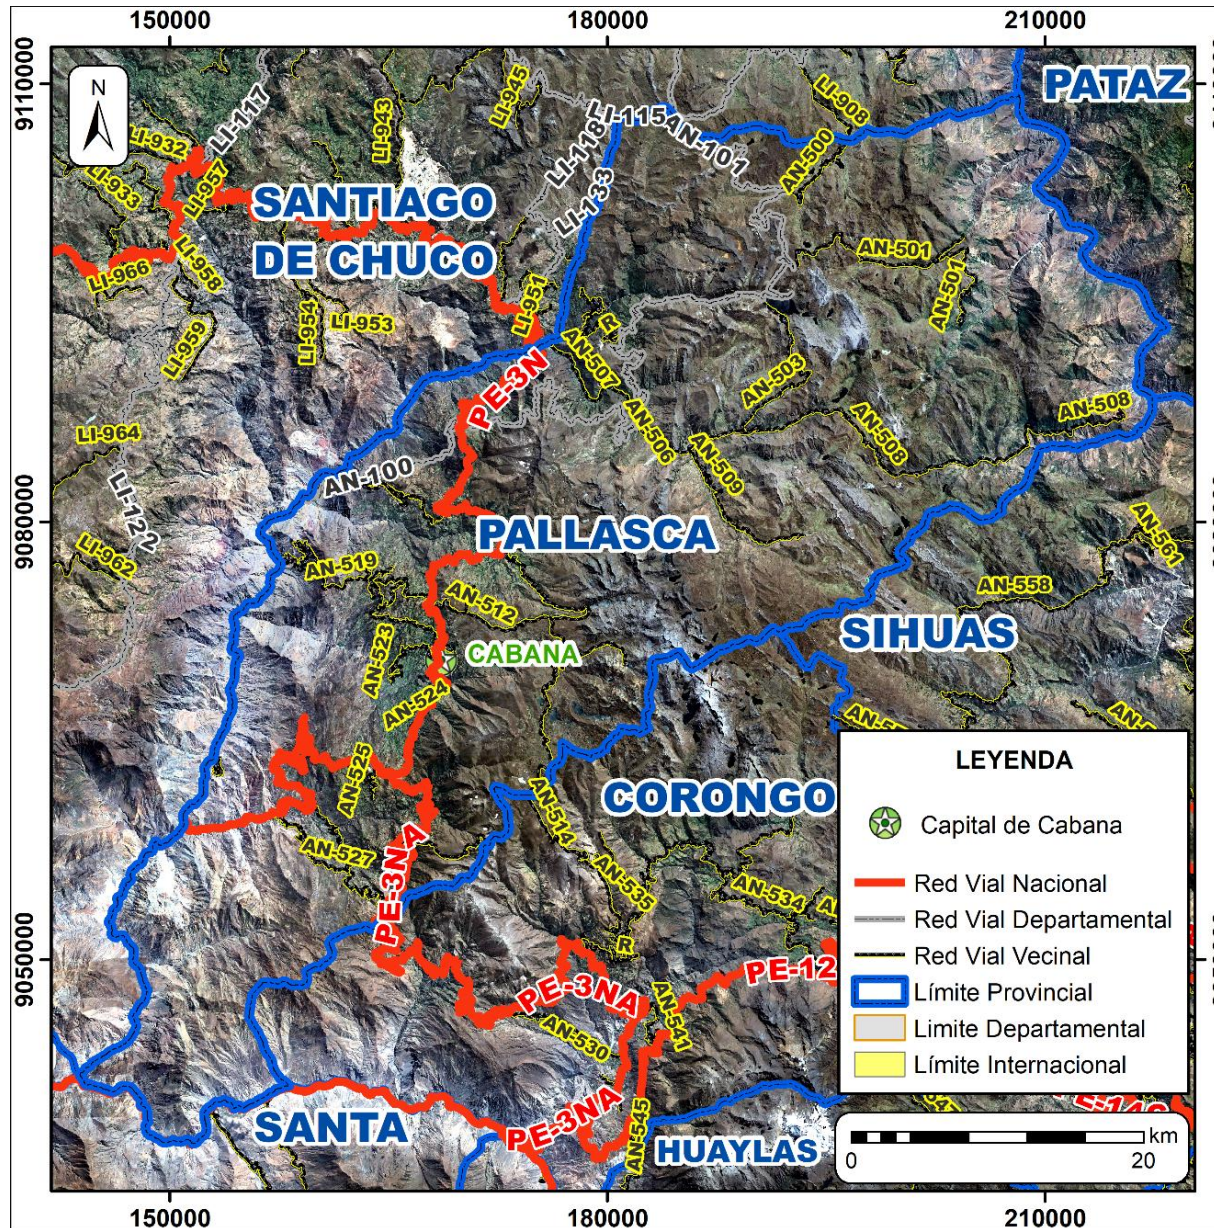 150000
180000
210000
9110000
N
PATAZ
LI-117
LI-943
LI-945
LI-908
LI-115A
AN-101
LI-932
LI-118
AN-500
LI-933
LI-957
SANTIAGO
DE CHUCO
LI-133
LI-966
LI-958
AN-501
AN-501
LI-951
LI-954
LI-953
LI-959
R
PE-3N
AN-507
AN-503
LI-964
AN-506
AN-508
AN-508
AN-100
AN-509
LI-122
9080000
PALLASCA
AN-561
LI-962
AN-519
AN-512
AN-558
SIHUAS
AN-523
CABANA
AN-524
AN-525
CORONGO
AN-514
AN-527
PE-3NA
AN-535
AN-534
R
PE-12
9050000
PE-3NA
AN-541
AN-530
PE-3NA
AN-545
SANTA
HUAYLAS
LEYENDA
Capital de Cabana
Red Vial Nacional
Red Vial Departamental
Red Vial Vecinal
Límite Provincial
Limite Departamental
Límite Internacional
km
0
20
150000
180000
210000